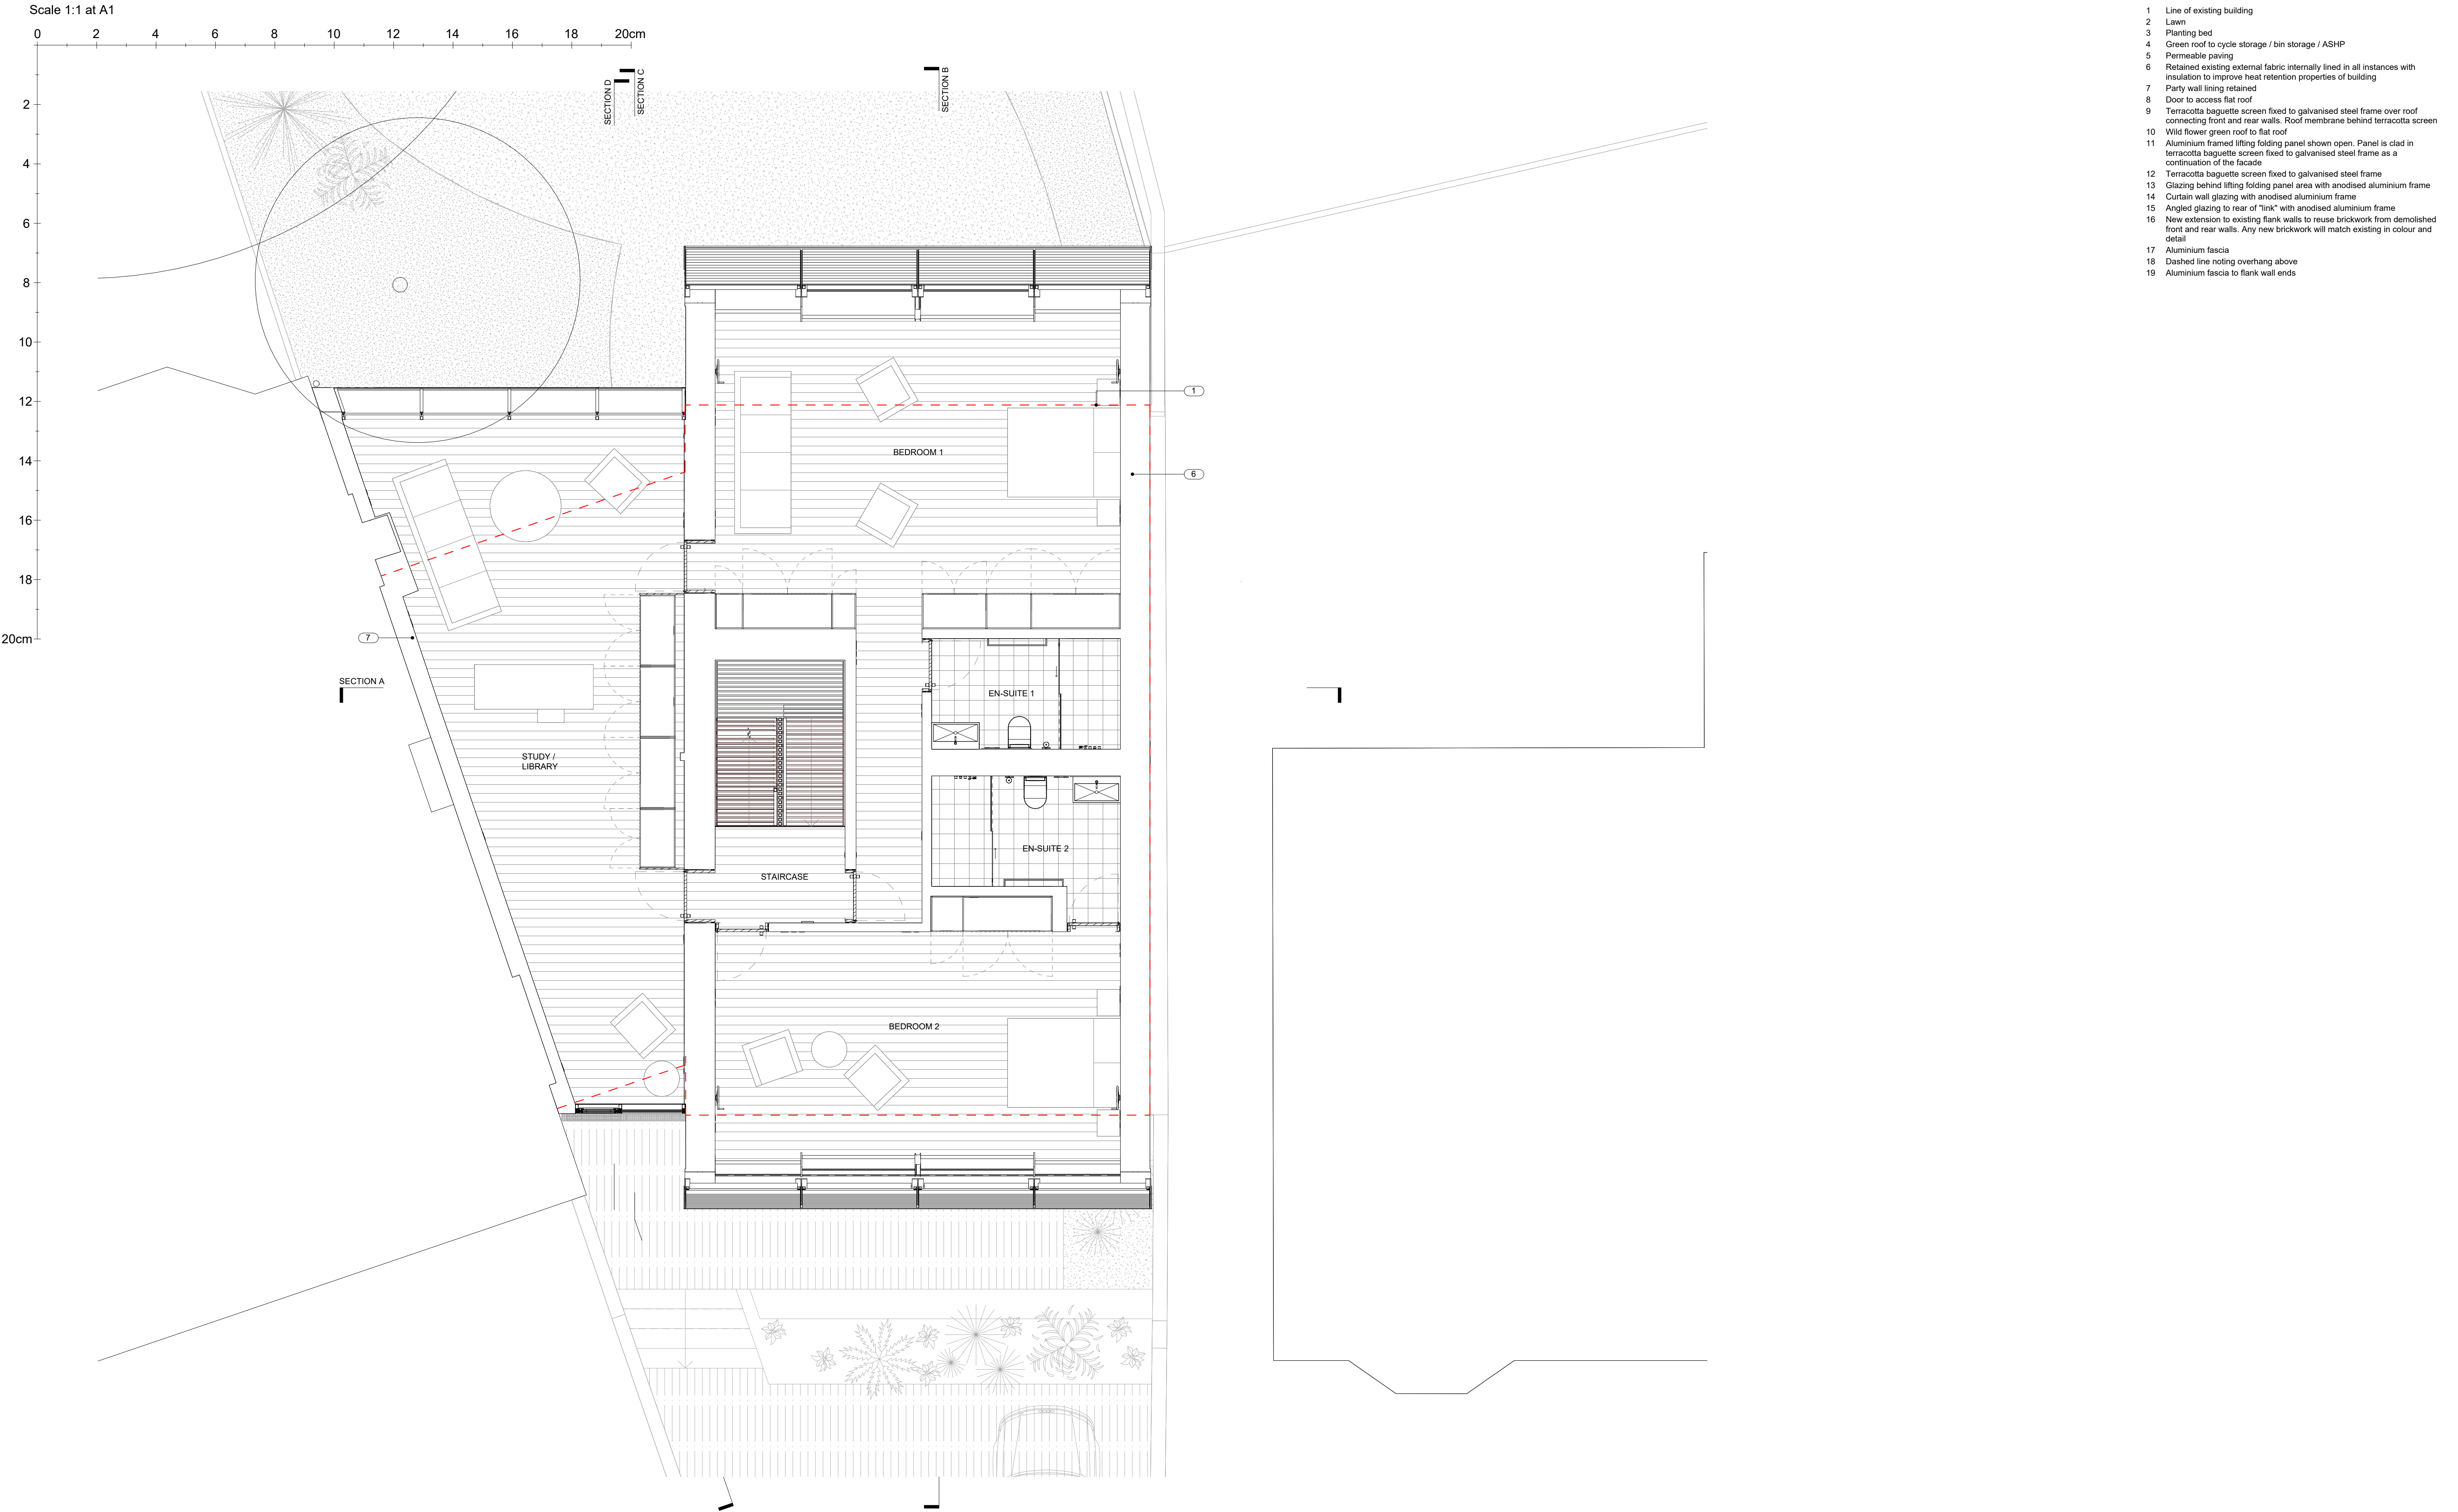 Scale 1:1 at A1
0 2 4 6 8 10 12 14 16 18 20cm
2
4
6
8
10
12
14
16
18
20cm
SECTION D
SECTION C
SECTION B
1
BEDROOM 1
6
7
SECTION A
EN-SUITE 1
STUDY /
LIBRARY
EN-SUITE 2
STAIRCASE
BEDROOM 2
1 Line of existing building
2 Lawn
3 Planting bed
4 Green roof to cycle storage / bin storage / ASHP
5 Permeable paving
6 Retained existing external fabric internally lined in all instances with
insulation to improve heat retention properties of building
7 Party wall lining retained
8 Door to access flat roof
9 Terracotta baguette screen fixed to galvanised steel frame over roof
connecting front and rear walls. Roof membrane behind terracotta screen
10 Wild flower green roof to flat roof
11 Aluminium framed lifting folding panel shown open. Panel is clad in
terracotta baguette screen fixed to galvanised steel frame as a
continuation of the facade
12 Terracotta baguette screen fixed to galvanised steel frame
13 Glazing behind lifting folding panel area with anodised aluminium frame
14 Curtain wall glazing with anodised aluminium frame
15 Angled glazing to rear of "link" with anodised aluminium frame
16 New extension to existing flank walls to reuse brickwork from demolished
front and rear walls. Any new brickwork will match existing in colour and
detail
17 Aluminium fascia
18 Dashed line noting overhang above
19 Aluminium fascia to flank wall ends